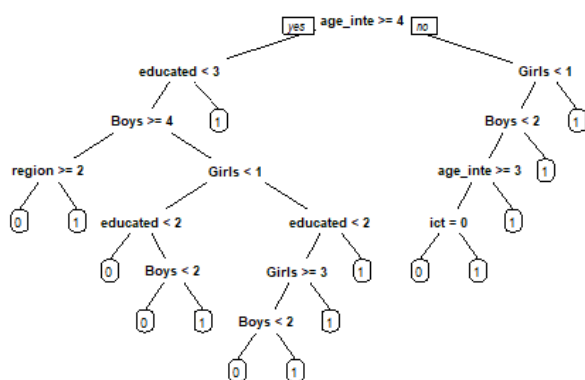 yes age_inte >= 4 no
educated < 3 Girls < 1
Boys >= 4 1 Boys < 2 1
region >= 2 Girls < 1 age_inte >= 3 1
0 1 educated < 2 educated < 2 ict = 0 1
0 Boys < 2 Girls >= 3 1 0 1
0 1 Boys < 2 1
0 1